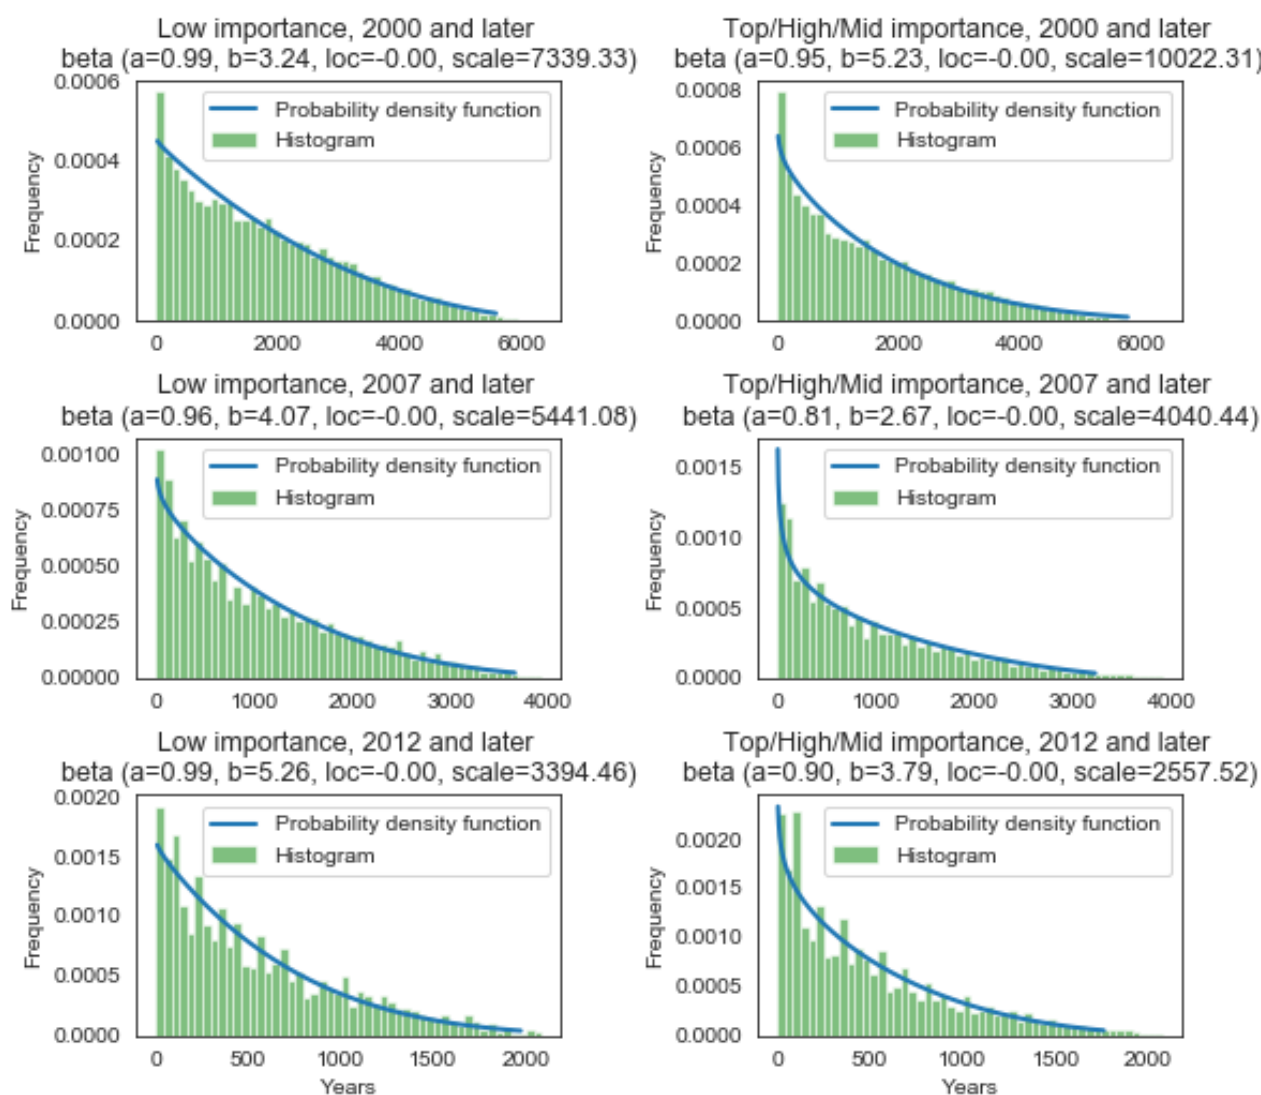 Low importance, 2000 and later
beta (a=0.99, b=3.24, loc=-0.00, scale=7339.33)
0.0006
0.0004
0.0002
0.0000
Frequency
Probability density function
Histogram
0
2000
4000
6000
Top/High/Mid importance, 2000 and later
beta (a=0.95, b=5.23, loc=-0.00, scale=10022.31)
0.0008
0.0006
0.0004
0.0002
0.0000
Frequency
Probability density function
Histogram
0
2000
4000
6000
Low importance, 2007 and later
beta (a=0.96, b=4.07, loc=-0.00, scale=5441.08)
0.00100
0.00075
0.00050
0.00025
0.00000
Frequency
Probability density function
Histogram
0
1000
2000
3000
4000
Top/High/Mid importance, 2007 and later
beta (a=0.81, b=2.67, loc=-0.00, scale=4040.44)
0.0015
0.0010
0.0005
0.0000
Frequency
Probability density function
Histogram
0
1000
2000
3000
4000
Low importance, 2012 and later
beta (a=0.99, b=5.26, loc=-0.00, scale=3394.46)
0.0020
0.0015
0.0010
0.0005
0.0000
Frequency
Probability density function
Histogram
0
500
1000
1500
2000
Years
Top/High/Mid importance, 2012 and later
beta (a=0.90, b=3.79, loc=-0.00, scale=2557.52)
0.0020
0.0015
0.0010
0.0005
0.0000
Frequency
Probability density function
Histogram
0
500
1000
1500
2000
Years